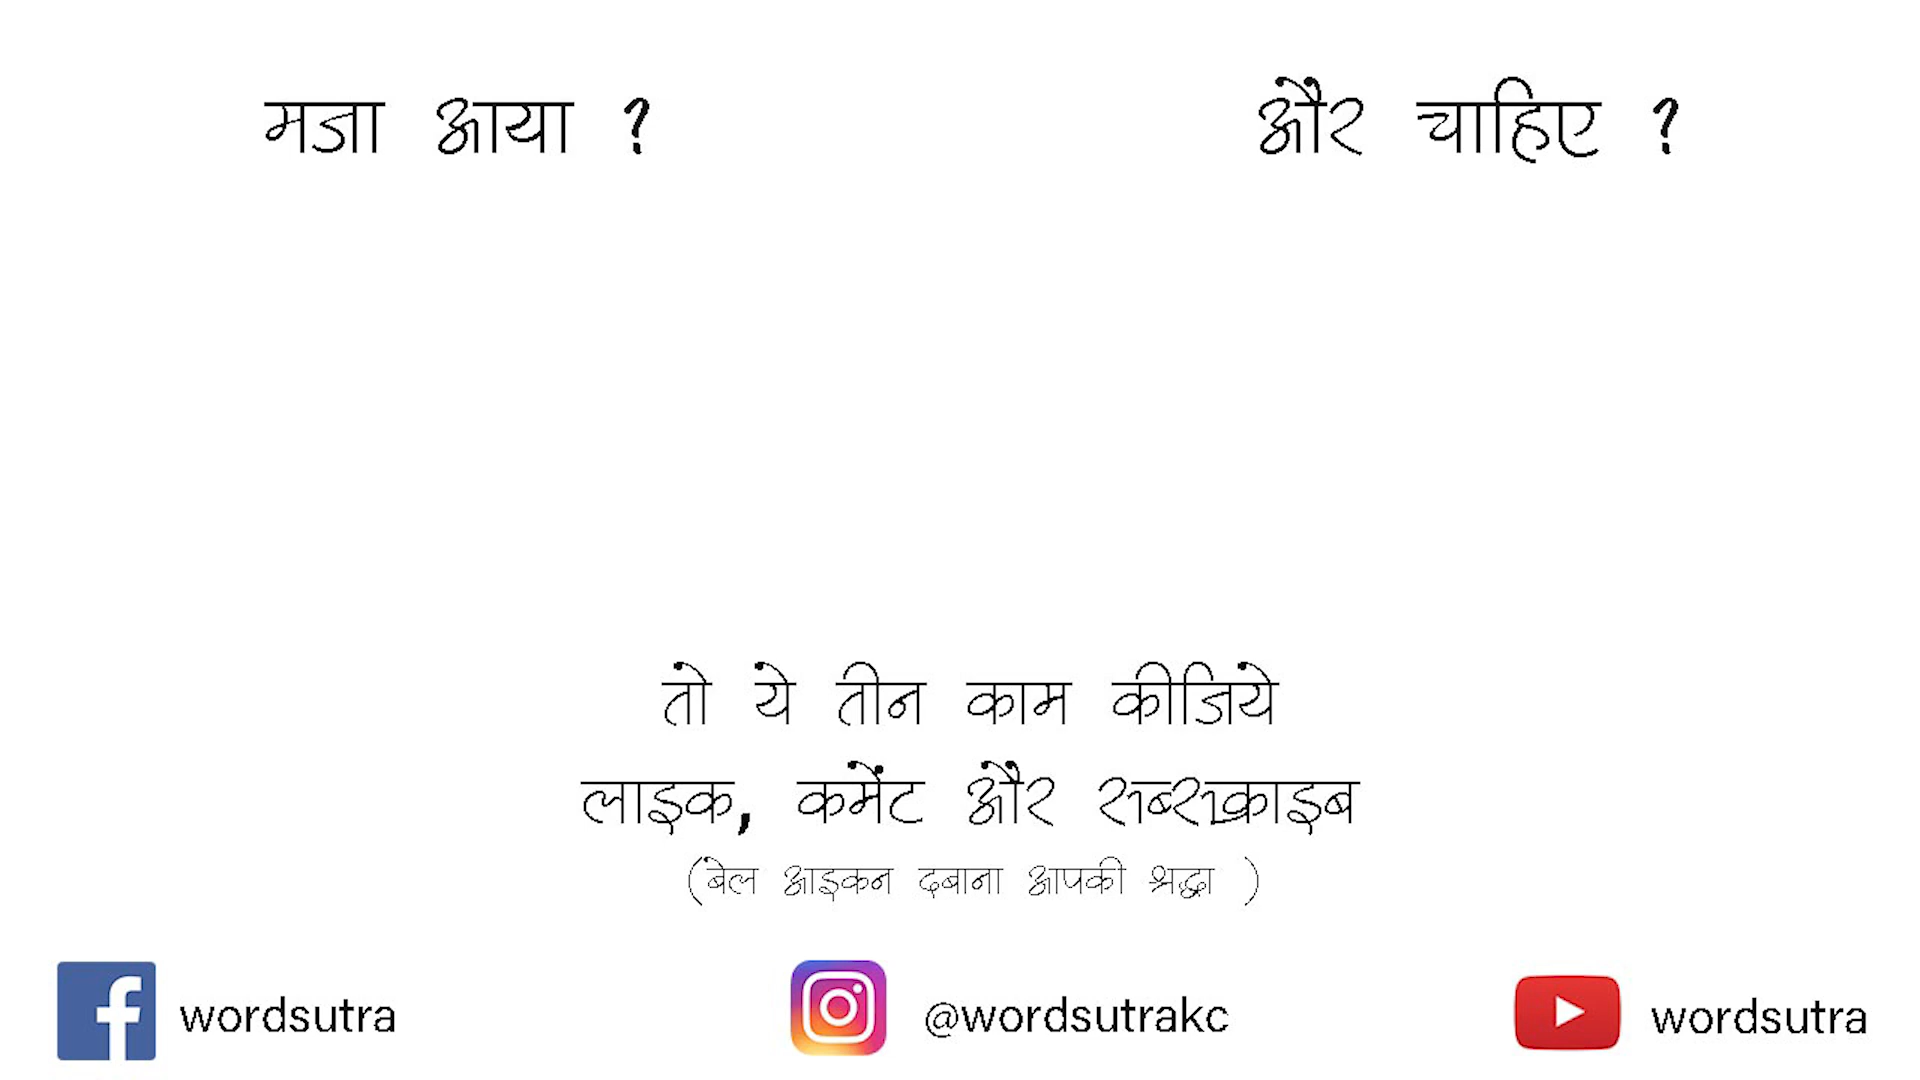 मजा आया ?
और चाहिए ?
तो ये तीन काम कीजिये
लाइक, कमेंट और सब्सक्राइब
(बेल आइकन दबाना आपकी श्रद्धा )
wordsutra
@wordsutrakc
wordsutra